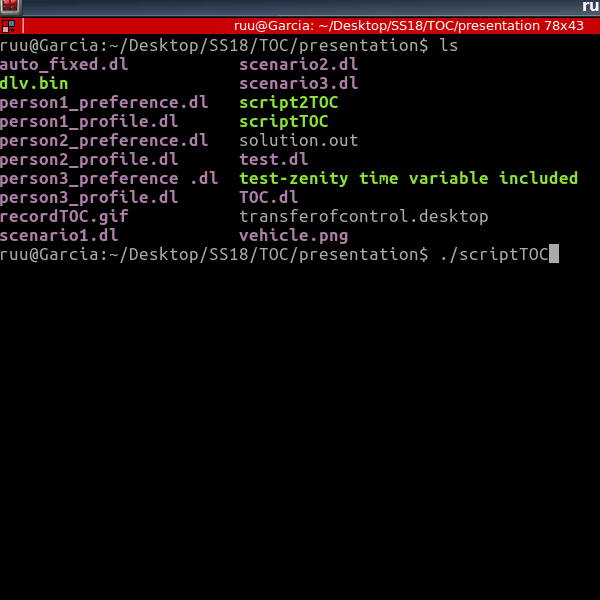 ru
ruu@Garcia: ~/Desktop/SS18/TOC/presentation 78x43
ruu@Garcia:~/Desktop/SS18/TOC/presentation$ ls
auto_fixed.dl scenario2.dl
dlv.bin scenario3.dl
person1_preference.dl script2TOC
person1_profile.dl scriptTOC
person2_preference.dl solution.out
person2_profile.dl test.dl
person3_preference .dl test-zenity time variable included
person3_profile.dl TOC.dl
recordTOC.gif transferofcontrol.desktop
scenario1.dl vehicle.png
ruu@Garcia:~/Desktop/SS18/TOC/presentation$ ./scriptTOC